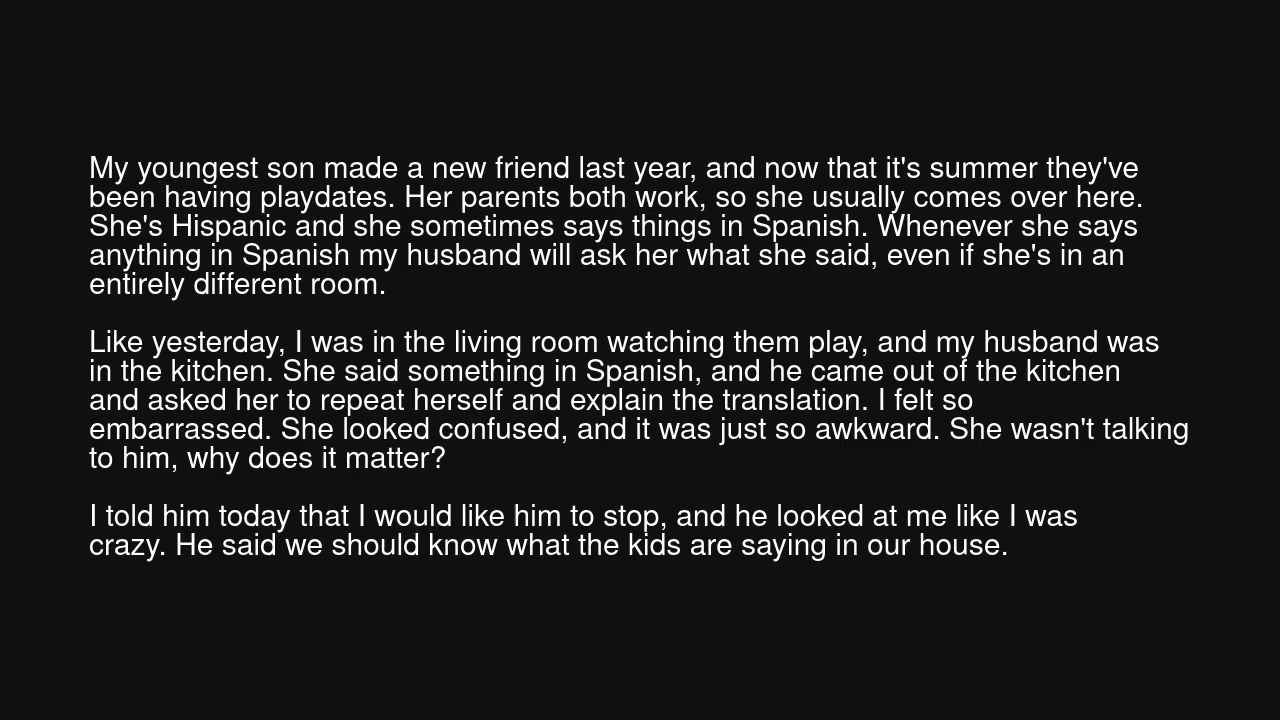 My youngest son made a new friend last year, and now that it's summer they've
been having playdates. Her parents both work, so she usually comes over here.
She's Hispanic and she sometimes says things in Spanish. Whenever she says
anything in Spanish my husband will ask her what she said, even if she's in an
entirely different room.

Like yesterday, I was in the living room watching them play, and my husband was
in the kitchen. She said something in Spanish, and he came out of the kitchen
and asked her to repeat herself and explain the translation. I felt so
embarrassed. She looked confused, and it was just so awkward. She wasn't talking
to him, why does it matter?

I told him today that I would like him to stop, and he looked at me like I was
crazy. He said we should know what the kids are saying in our house.